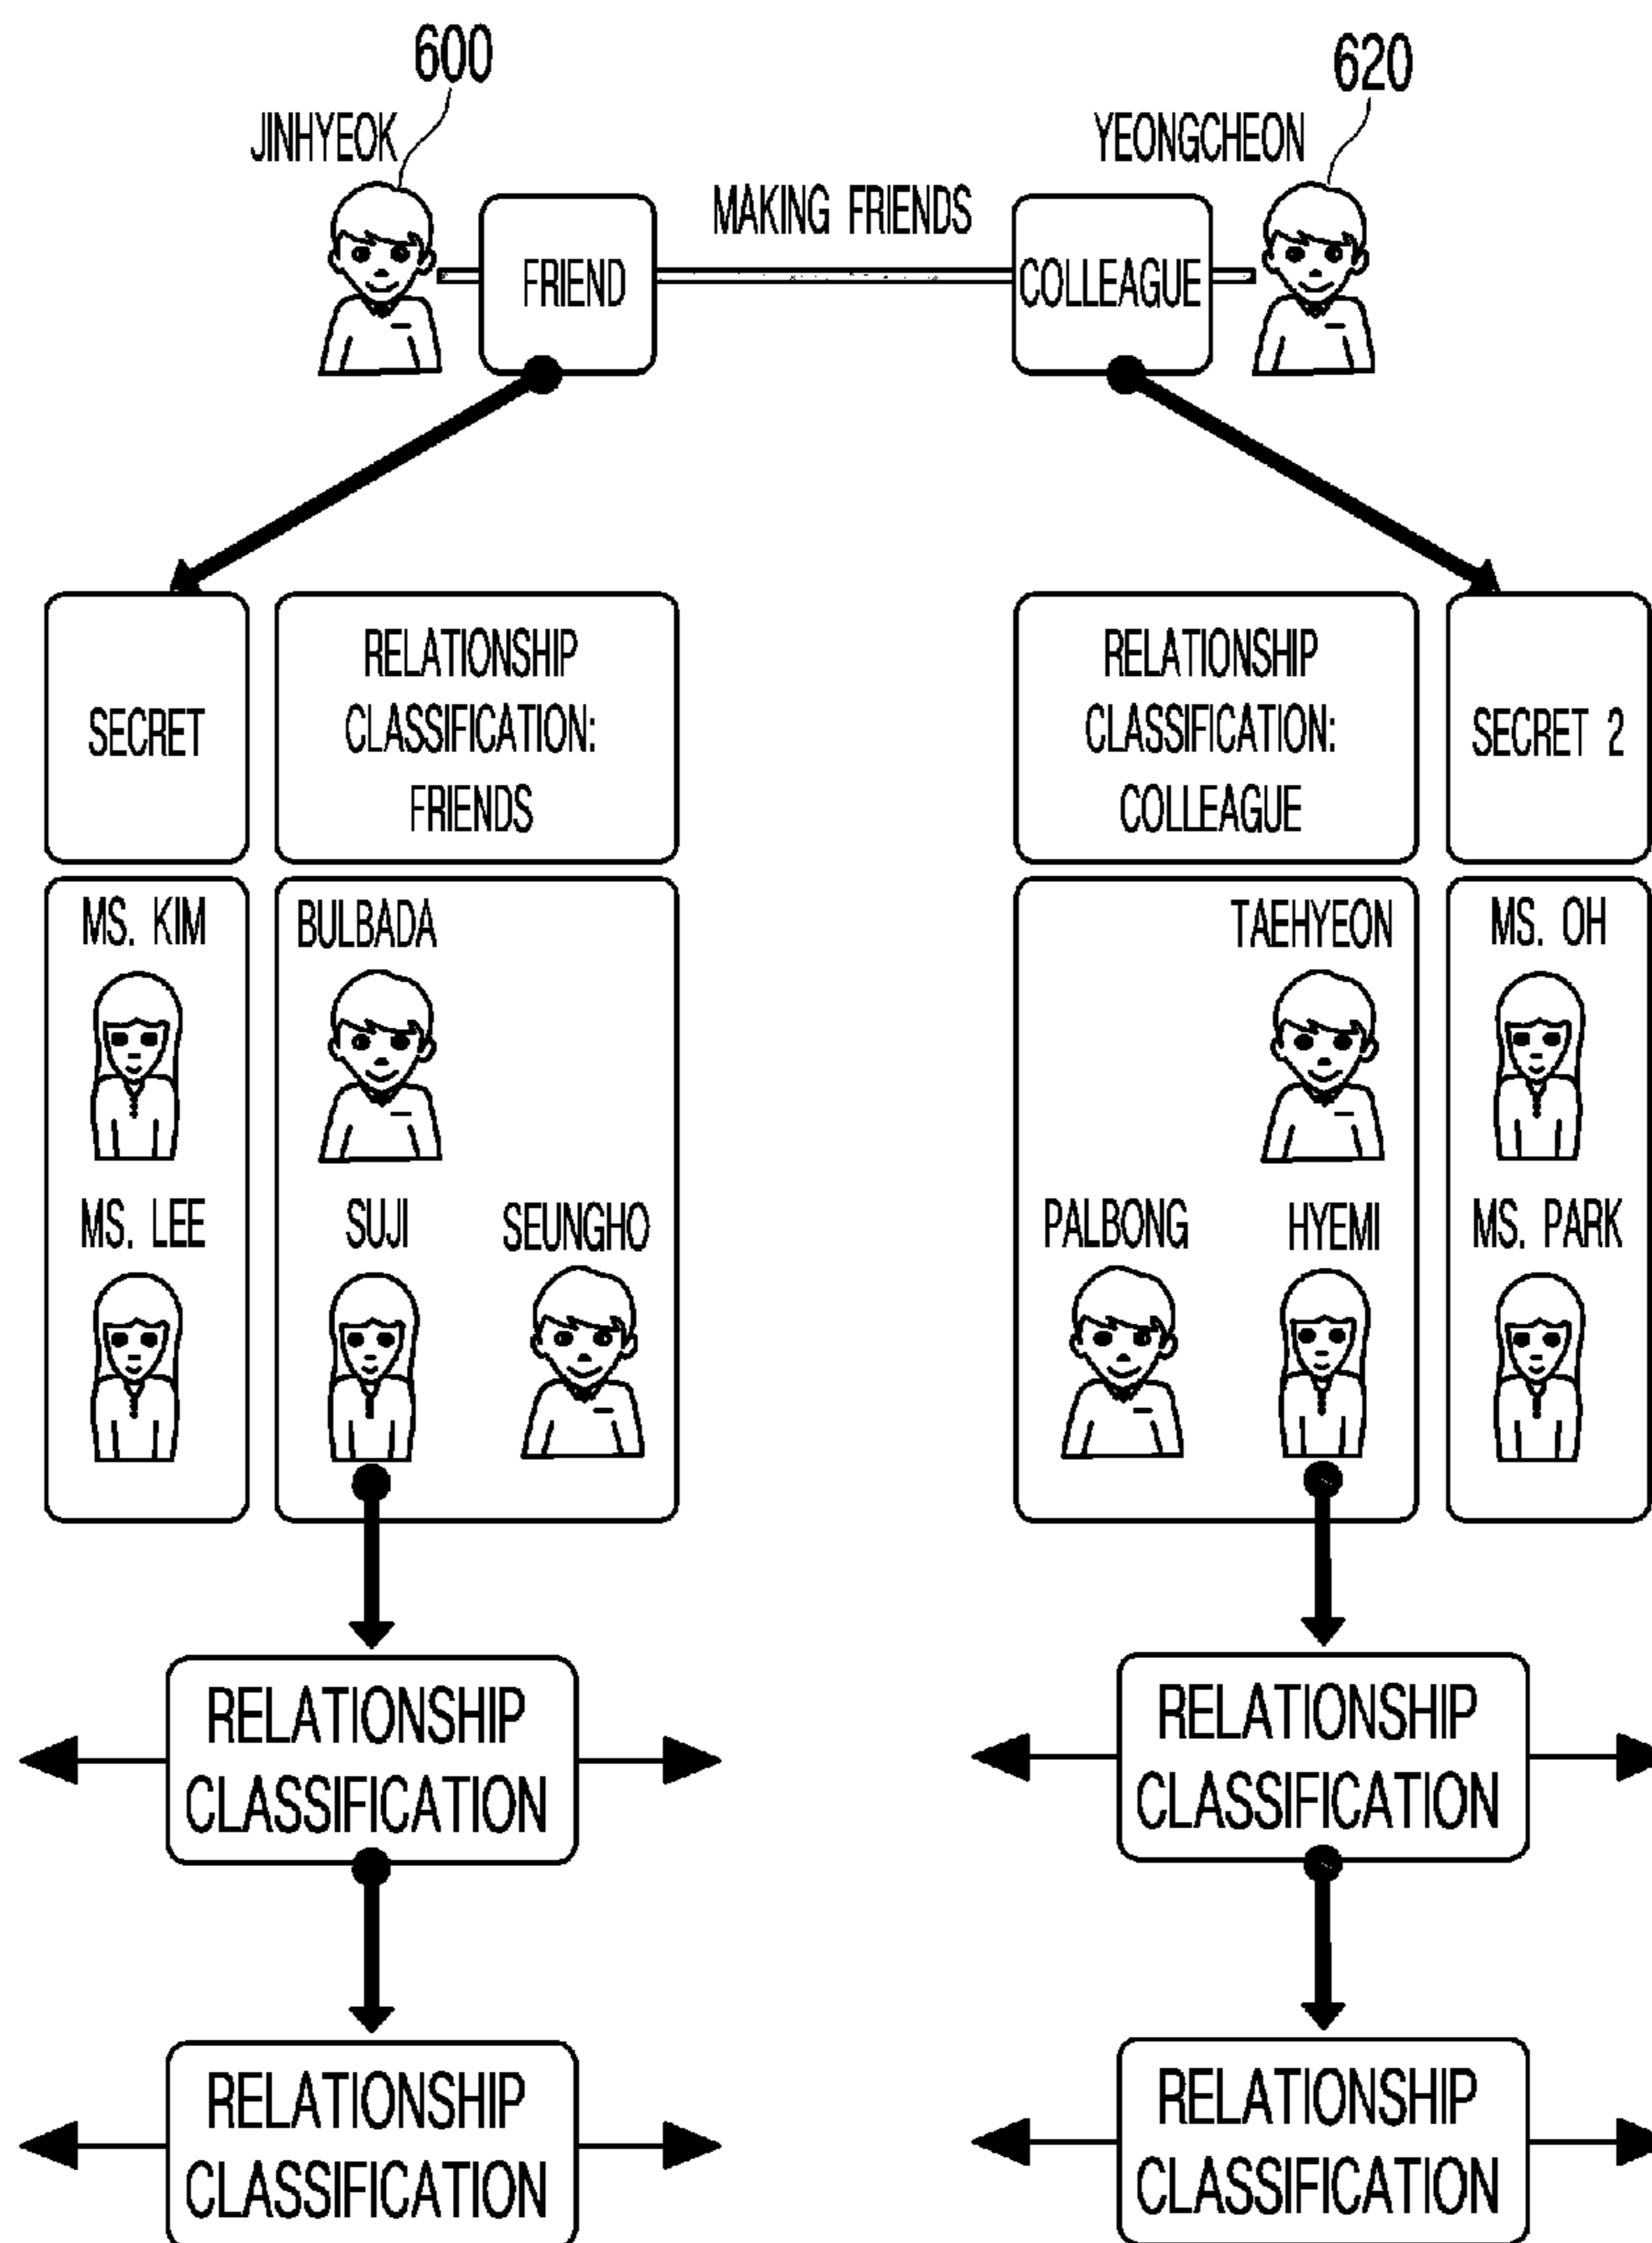 600
620
JINHYEOK
YEONGCHEON
MAKING FRIENDS
FRIEND
COLLEAGUE
SECRET
RELATIONSHIP
CLASSIFICATION:
FRIENDS
RELATIONSHIP
CLASSIFICATION:
COLLEAGUE
SECRET 2
MS. KIM
BULBADA
TAEHYEON
MS. OH
MS. LEE
SUJI
SEUNGHO
PALBONG
HYEMI
MS. PARK
RELATIONSHIP
CLASSIFICATION
RELATIONSHIP
CLASSIFICATION
RELATIONSHIP
CLASSIFICATION
RELATIONSHIP
CLASSIFICATION